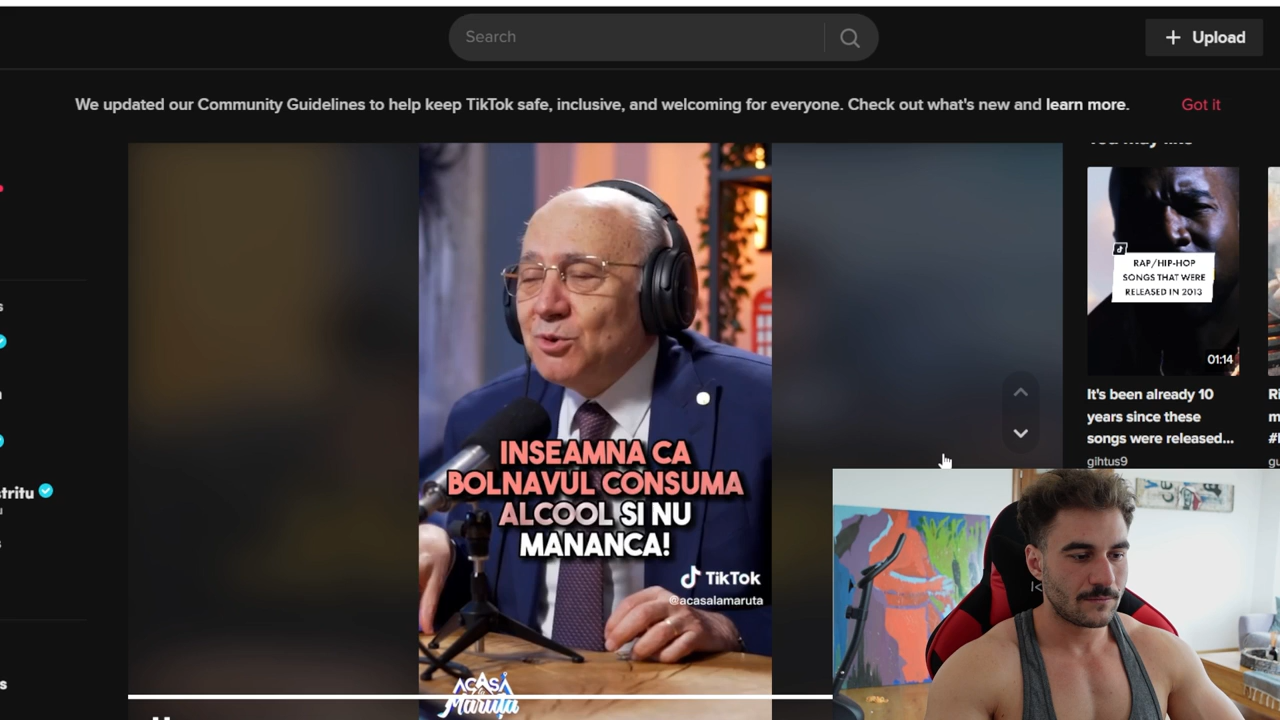 Search
Upload
We updated our Community Guidelines to help keep TikTok safe, inclusive, and welcoming for everyone. Check out what's new and learn more.
Got it
RAP/HIP-HOP
SONGS THAT WERE
RELEASED IN 2013
01:14
It's been already 10
years since these
songs were released...
gihtus9
INSEAMNA CA
BOLNAVUL CONSUMA
ALCOOL SI NU
MANANCA!
TikTok
@acasalamaruta
ACASĂ
la
Măruță